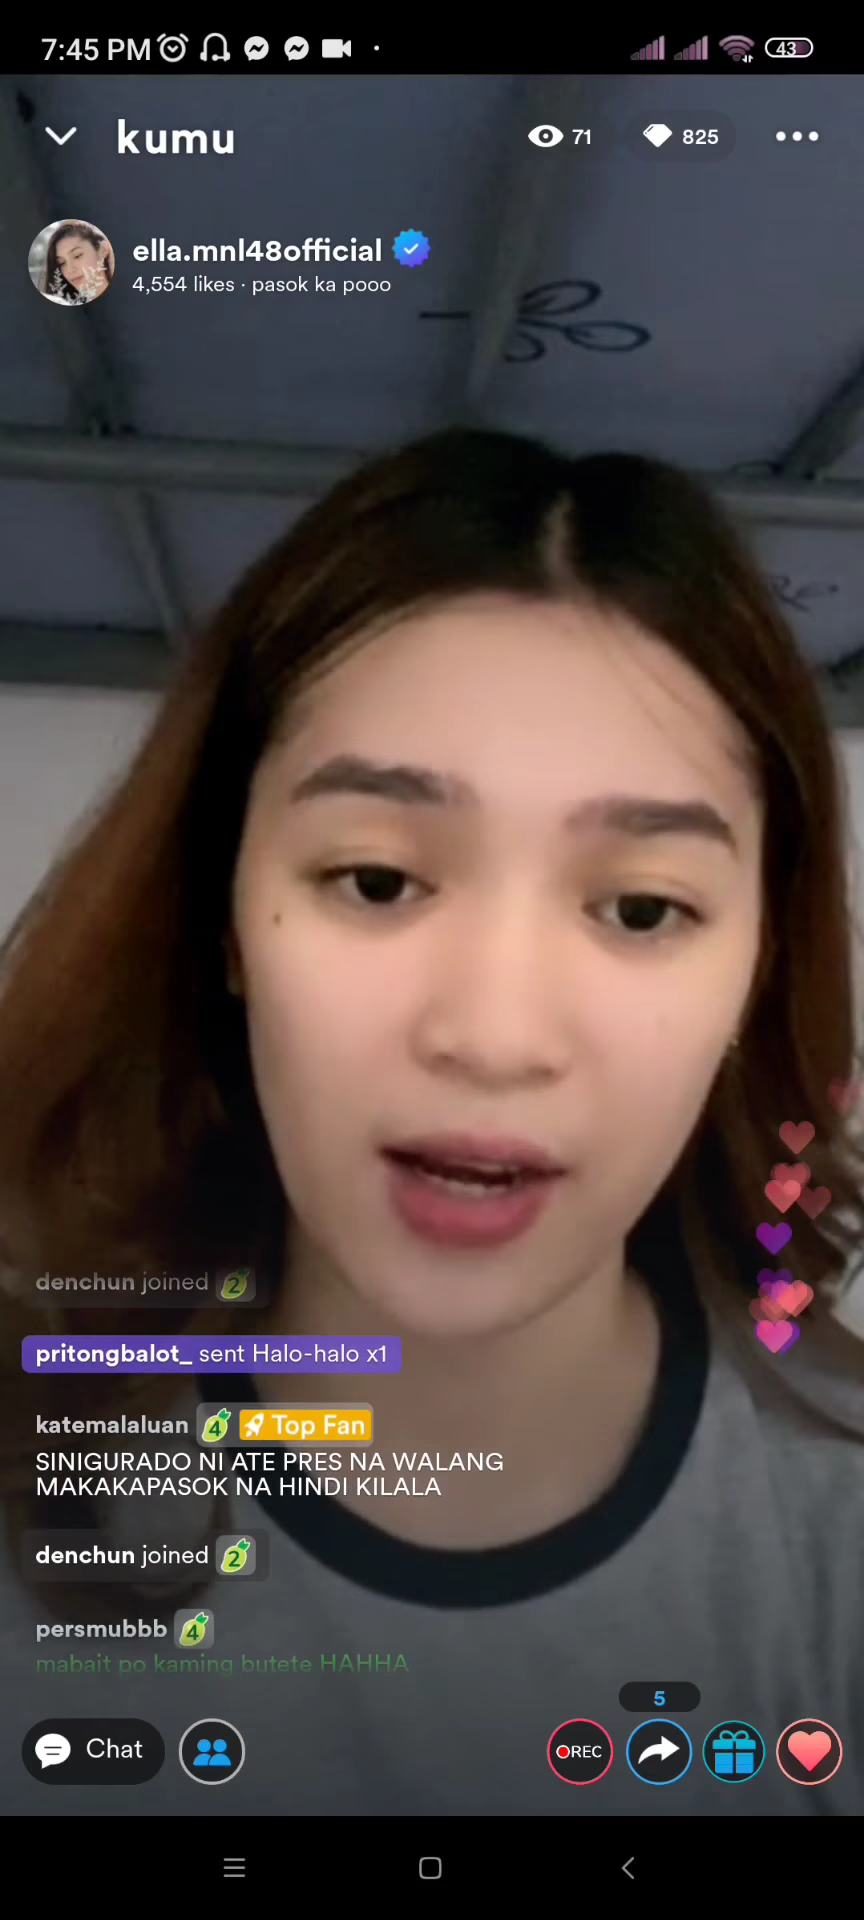 7:45 PM
43
kumu
71
825
ella.mnl48official
4,554 likes · pasok ka pooo
denchun joined 2
pritongbalot_ sent Halo-halo x1
katemalaluan 4 Top Fan
SINIGURADO NI ATE PRES NA WALANG
MAKAKAPASOK NA HINDI KILALA
denchun joined 2
persmubbb 4
mabait po kaming butete HAHHA
5
Chat
REC